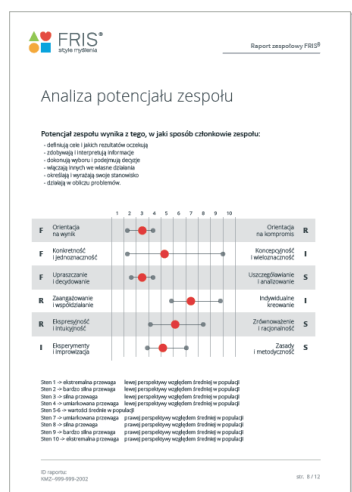 FRIS®
style myślenia
Raport zespołowy FRIS®
Analiza potencjału zespołu
Potencjał zespołu wynika z tego, w jaki sposób członkowie zespołu:
- definiują cele i jakich rezultatów oczekują
- zdobywają i interpretują informacje
- dokonują wyboru i podejmują decyzje
- włączają innych we własne działania
- określają i wyrażają swoje stanowisko
- działają w obliczu problemów.
1 2 3 4 5 6 7 8 9 10
F Orientacja na wynik Orientacja na kompromis R
F Konkretność i jednoznaczność Koncepcyjność i wieloznaczność I
F Upraszczanie i decydowanie Uszczegóławianie i analizowanie S
R Zaangażowanie i współdziałanie Indywidualne kreowanie I
R Ekspresyjność i intuicyjność Zrównoważenie i racjonalność S
I Eksperymenty i improwizacja Zasady i metodyczność S
Sten 1 -> ekstremalna przewaga lewej perspektywy względem średniej w populacji
Sten 2 -> bardzo silna przewaga lewej perspektywy względem średniej w populacji
Sten 3 -> silna przewaga lewej perspektywy względem średniej w populacji
Sten 4 -> umiarkowana przewaga lewej perspektywy względem średniej w populacji
Sten 5-6 -> wartości średnie w populacji
Sten 7 -> umiarkowana przewaga prawej perspektywy względem średniej w populacji
Sten 8 -> silna przewaga prawej perspektywy względem średniej w populacji
Sten 9 -> bardzo silna przewaga prawej perspektywy względem średniej w populacji
Sten 10 -> ekstremalna przewaga prawej perspektywy względem średniej w populacji
ID raportu:
KMZ-999-999-2002
str. 8 / 12